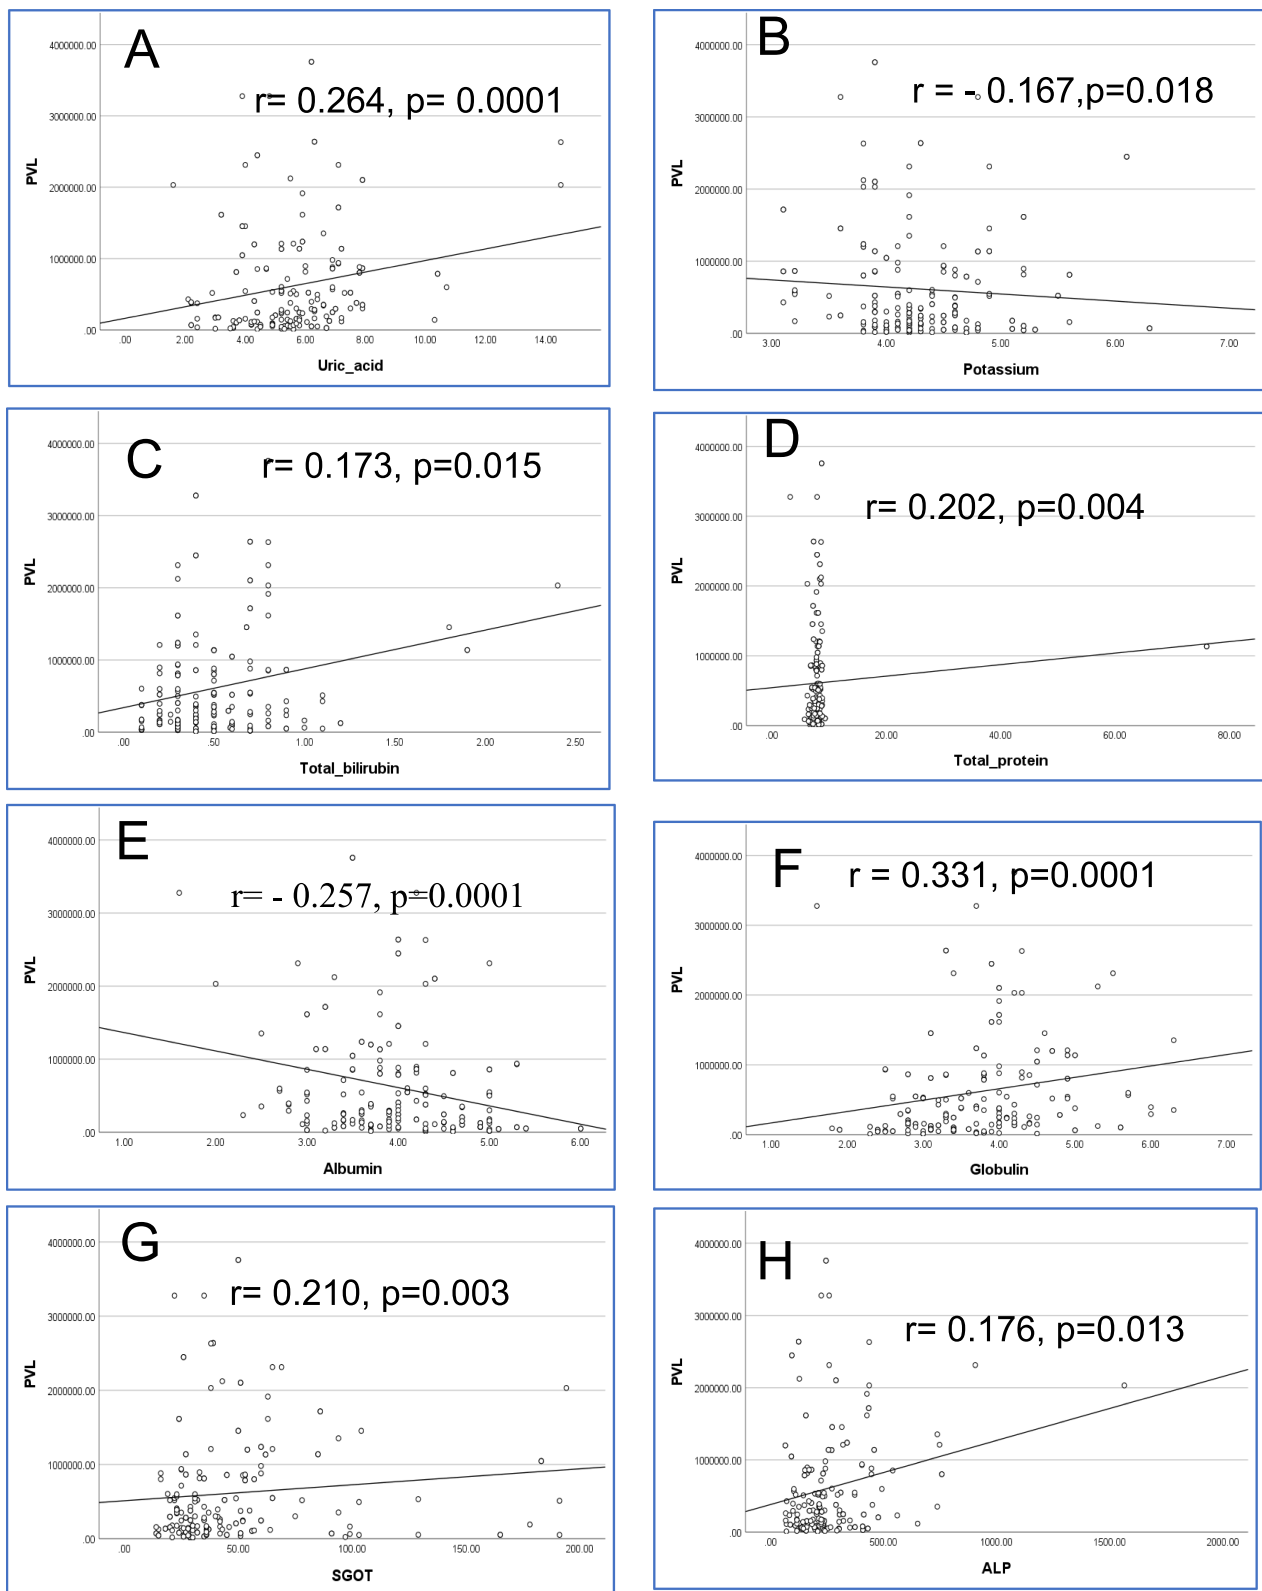 A
r= 0.264, p= 0.0001
4000000.00
3000000.00
2000000.00
1000000.00
.00
PVL
.00 2.00 4.00 6.00 8.00 10.00 12.00 14.00
Uric_acid
B
r = - 0.167,p=0.018
4000000.00
3000000.00
2000000.00
1000000.00
.00
PVL
3.00 4.00 5.00 6.00 7.00
Potassium
C
r= 0.173, p=0.015
4000000.00
3000000.00
2000000.00
1000000.00
.00
PVL
.00 .50 1.00 1.50 2.00 2.50
Total_bilirubin
D
r= 0.202, p=0.004
4000000.00
3000000.00
2000000.00
1000000.00
.00
PVL
.00 20.00 40.00 60.00 80.00
Total_protein
E
r= - 0.257, p=0.0001
4000000.00
3000000.00
2000000.00
1000000.00
.00
PVL
1.00 2.00 3.00 4.00 5.00 6.00
Albumin
F
r = 0.331, p=0.0001
4000000.00
3000000.00
2000000.00
1000000.00
.00
PVL
1.00 2.00 3.00 4.00 5.00 6.00 7.00
Globulin
G
r= 0.210, p=0.003
4000000.00
3000000.00
2000000.00
1000000.00
.00
PVL
.00 50.00 100.00 150.00 200.00
SGOT
H
r= 0.176, p=0.013
4000000.00
3000000.00
2000000.00
1000000.00
.00
PVL
.00 500.00 1000.00 1500.00 2000.00
ALP